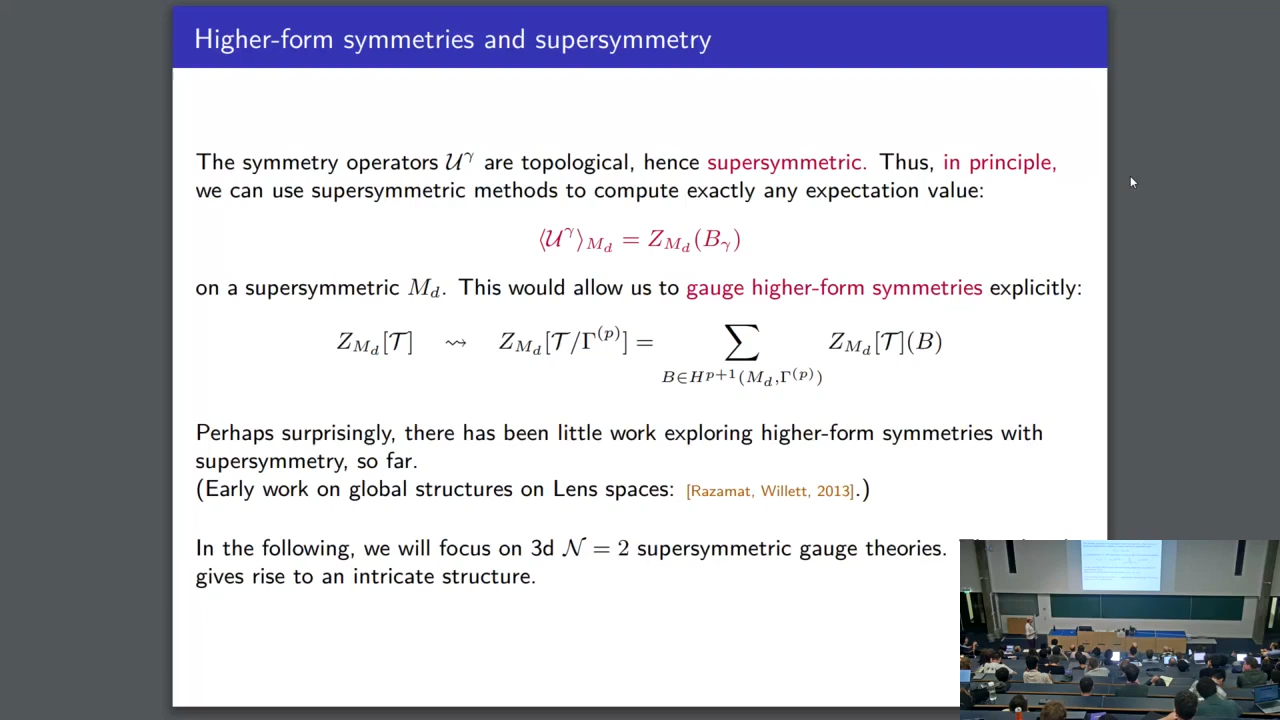 Higher-form symmetries and supersymmetry
The symmetry operators 𝒰^γ are topological, hence supersymmetric. Thus, in principle,
we can use supersymmetric methods to compute exactly any expectation value:
⟨𝒰^γ⟩_{M_d} = Z_{M_d}(B_γ)
on a supersymmetric M_d. This would allow us to gauge higher-form symmetries explicitly:
Z_{M_d}[𝒯] ⇝ Z_{M_d}[𝒯/Γ^{(p)}] = ∑_{B∈H^{p+1}(M_d,Γ^{(p)})} Z_{M_d}[𝒯](B)
Perhaps surprisingly, there has been little work exploring higher-form symmetries with
supersymmetry, so far.
(Early work on global structures on Lens spaces: [Razamat, Willett, 2013].)
In the following, we will focus on 3d 𝒩 = 2 supersymmetric gauge theories.
gives rise to an intricate structure.